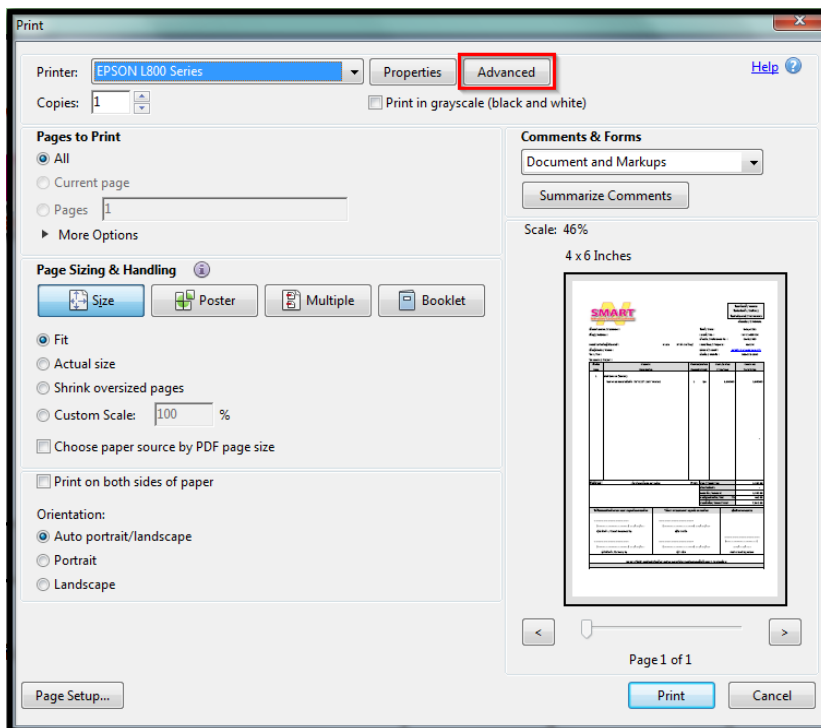 Print
Printer: EPSON L800 Series Properties Advanced Help
Copies: 1 Print in grayscale (black and white)
Pages to Print
All
Current page
Pages 1
More Options
Comments & Forms
Document and Markups
Summarize Comments
Page Sizing & Handling
Size Poster Multiple Booklet
Fit
Actual size
Shrink oversized pages
Custom Scale: 100 %
Choose paper source by PDF page size
Print on both sides of paper
Orientation:
Auto portrait/landscape
Portrait
Landscape
Scale: 46%
4 x 6 Inches
SMART
< >
Page 1 of 1
Page Setup... Print Cancel